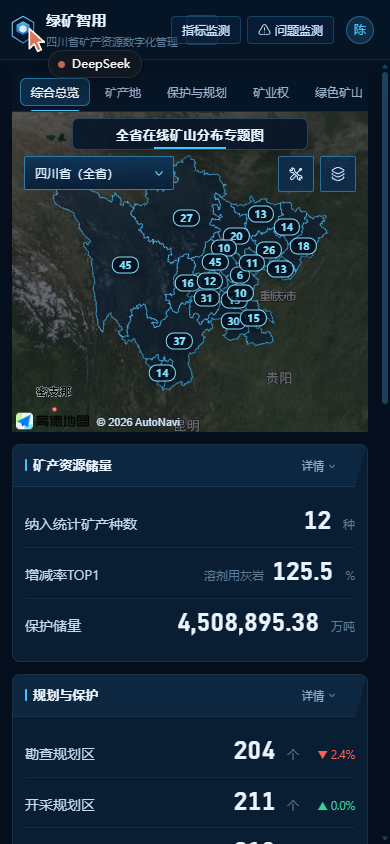 绿矿智用
四川省矿产资源数字化管理
指标监测
问题监测
陈
DeepSeek
综合总览
矿产地
保护与规划
矿业权
绿色矿山
全省在线矿山分布专题图
四川省（全省）
27
13
14
20
18
10
26
45
45
11
13
6
16
12
10
31
30
15
37
14
重庆市
贵阳
密支那
昆明
高德地图 © 2026 AutoNavi
矿产资源储量
详情
纳入统计矿产种数 12 种
增减率TOP1 溶剂用灰岩 125.5 %
保护储量 4,508,895.38 万吨
规划与保护
详情
勘查规划区 204 个 ▼ 2.4%
开采规划区 211 个 ▲ 0.0%